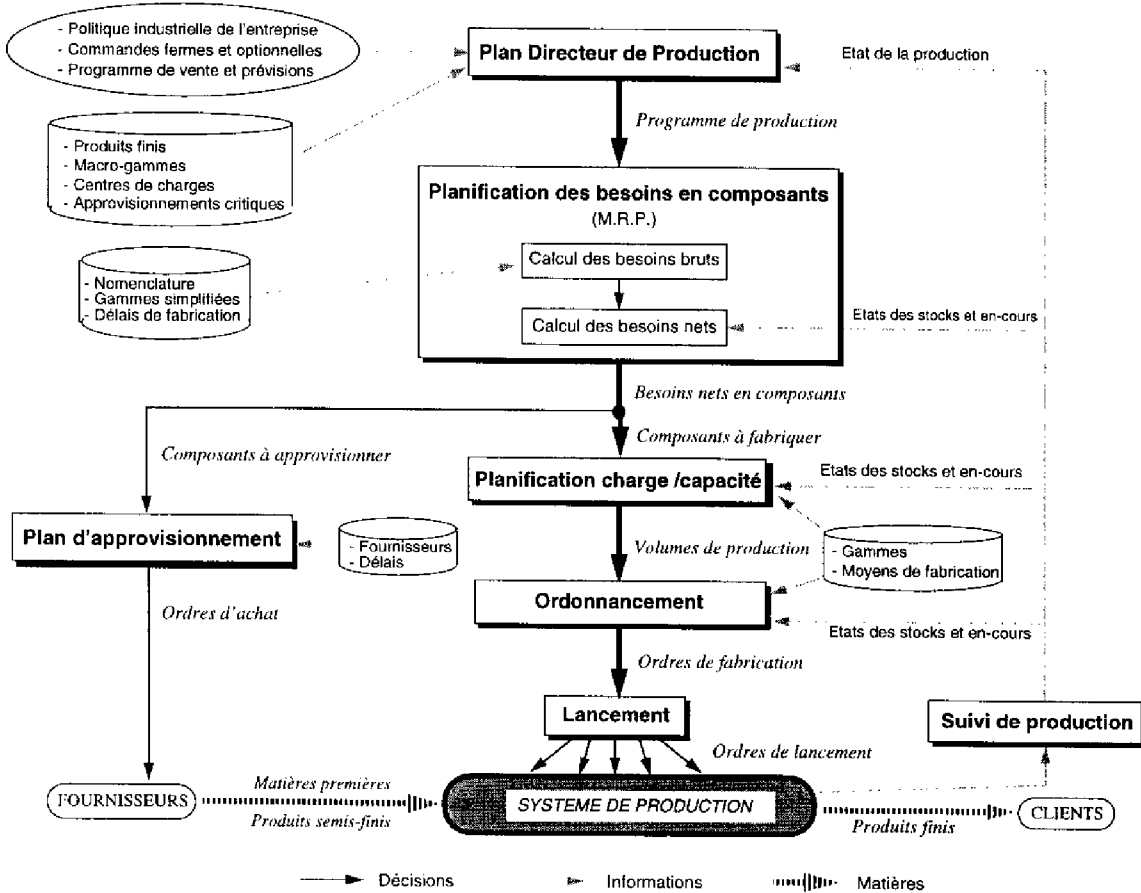 - Politique industrielle de l'entreprise
- Commandes fermes et optionnelles
- Programme de vente et prévisions
Plan Directeur de Production
Etat de la production
Programme de production
- Produits finis
- Macro-gammes
- Centres de charges
- Approvisionnements critiques
Planification des besoins en composants
(M.R.P.)
Calcul des besoins bruts
- Nomenclature
- Gammes simplifiées
- Délais de fabrication
Calcul des besoins nets
Etats des stocks et en-cours
Besoins nets en composants
Composants à approvisionner
Composants à fabriquer
Planification charge /capacité
Etats des stocks et en-cours
Plan d'approvisionnement
- Fournisseurs
- Délais
Volumes de production
- Gammes
- Moyens de fabrication
Ordonnancement
Ordres d'achat
Etats des stocks et en-cours
Ordres de fabrication
Lancement
Suivi de production
Ordres de lancement
FOURNISSEURS
Matières premières
Produits semis-finis
SYSTEME DE PRODUCTION
Produits finis
CLIENTS
Décisions
Informations
Matières